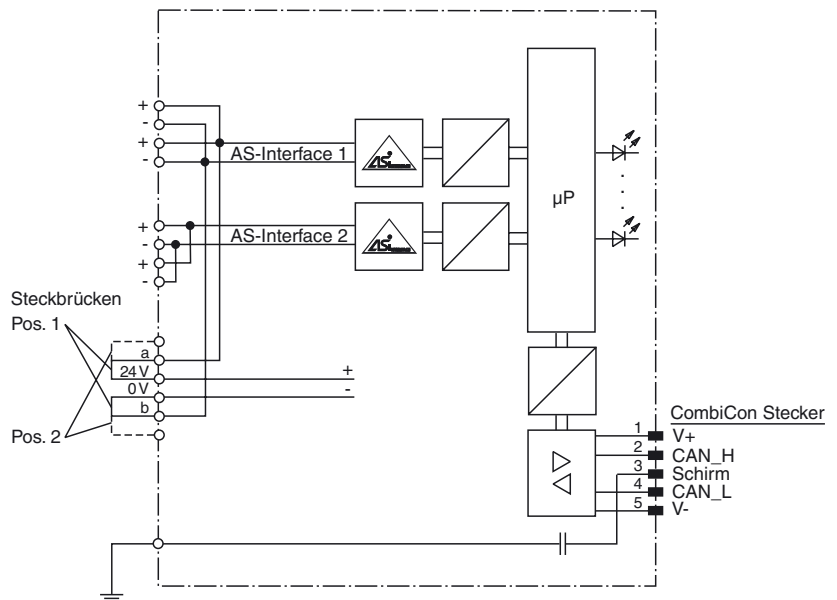 +
-
+
-
AS-Interface 1
+
-
+
-
AS-Interface 2
µP
Steckbrücken
Pos. 1
Pos. 2
a
24 V
0 V
b
+
-
CombiCon Stecker
1 V+
2 CAN_H
3 Schirm
4 CAN_L
5 V-